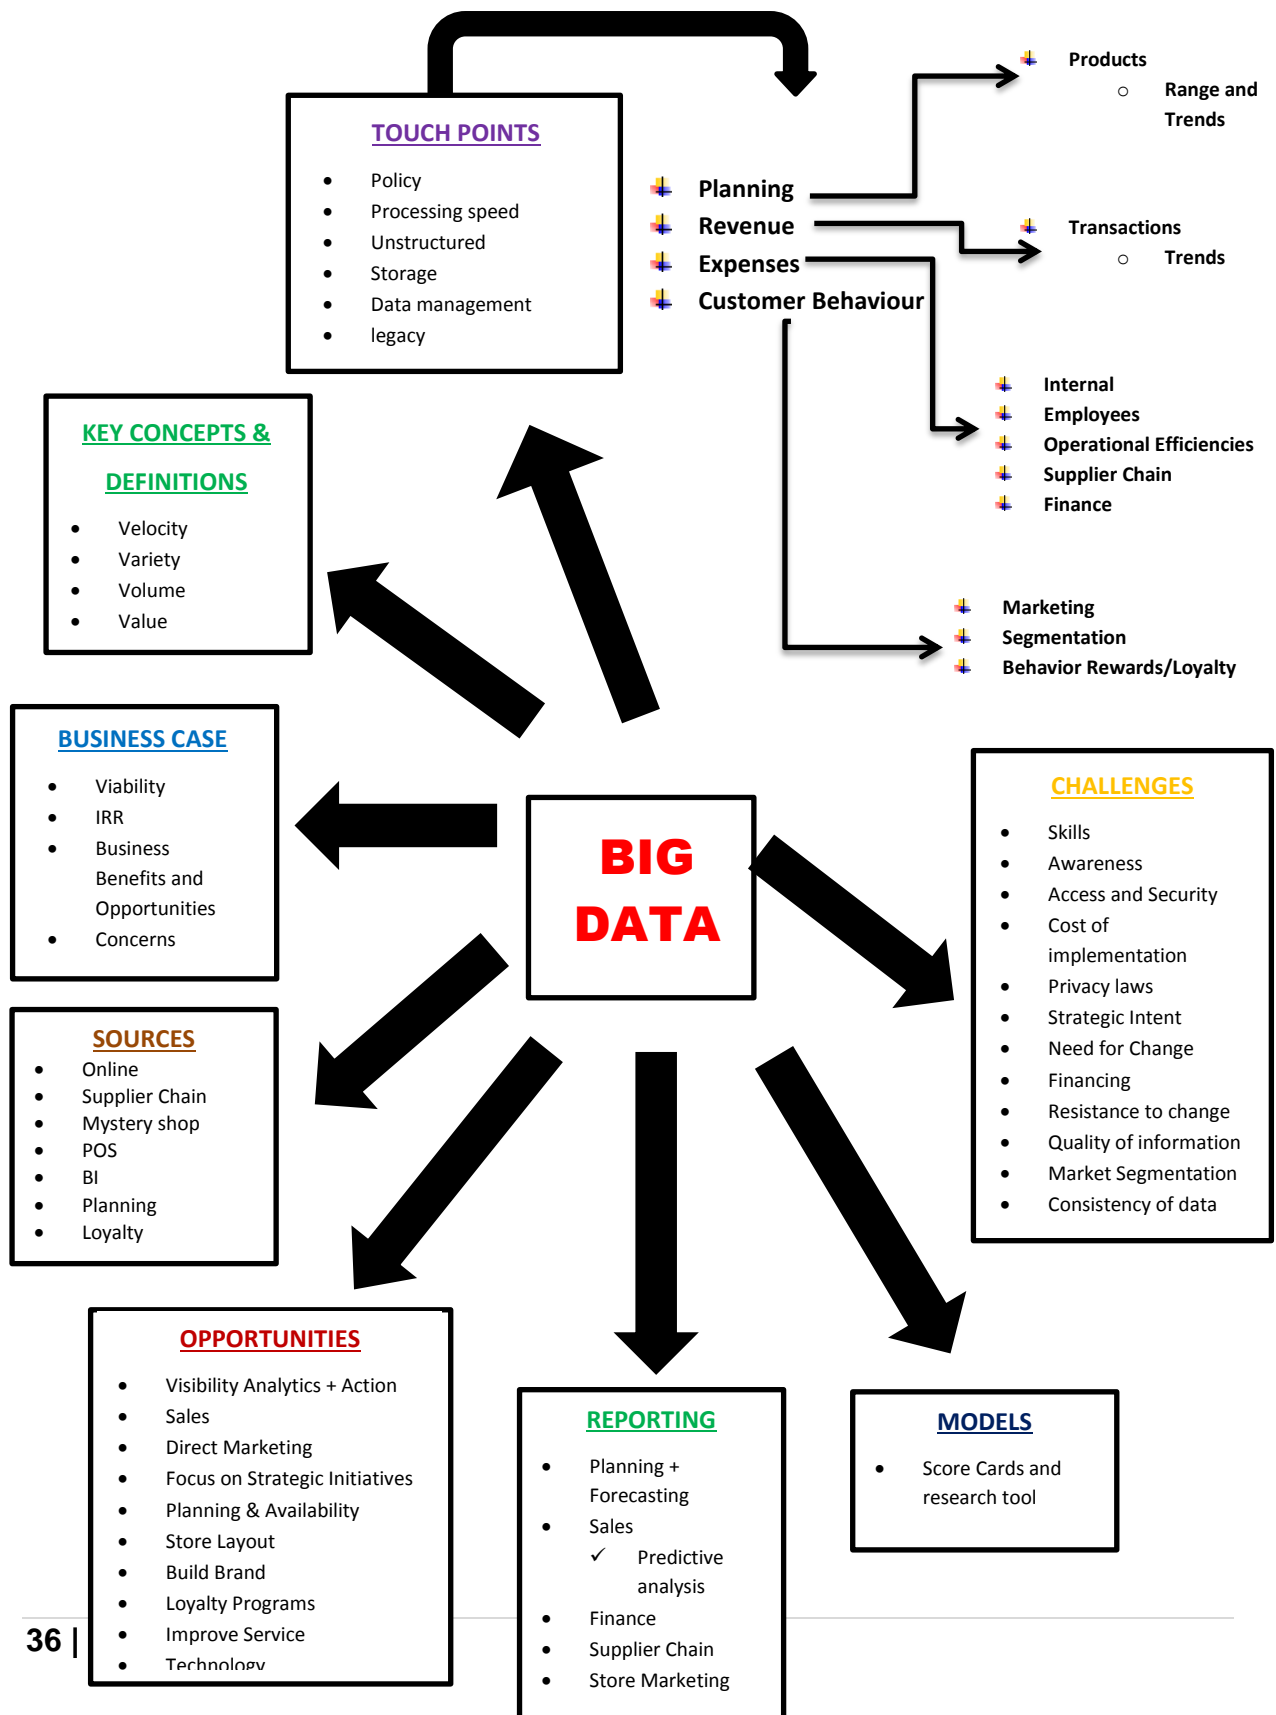 TOUCH POINTS
Policy
Processing speed
Unstructured
Storage
Data management
legacy
Planning
Revenue
Expenses
Customer Behaviour
Products
Range and
Trends
Transactions
Trends
Internal
Employees
Operational Efficiencies
Supplier Chain
Finance
Marketing
Segmentation
Behavior Rewards/Loyalty
KEY CONCEPTS &
DEFINITIONS
Velocity
Variety
Volume
Value
BUSINESS CASE
Viability
IRR
Business
Benefits and
Opportunities
Concerns
BIG
DATA
CHALLENGES
Skills
Awareness
Access and Security
Cost of
implementation
Privacy laws
Strategic Intent
Need for Change
Financing
Resistance to change
Quality of information
Market Segmentation
Consistency of data
SOURCES
Online
Supplier Chain
Mystery shop
POS
BI
Planning
Loyalty
OPPORTUNITIES
Visibility Analytics + Action
Sales
Direct Marketing
Focus on Strategic Initiatives
Planning & Availability
Store Layout
Build Brand
Loyalty Programs
Improve Service
Technology
REPORTING
Planning +
Forecasting
Sales
✓ Predictive
analysis
Finance
Supplier Chain
Store Marketing
MODELS
Score Cards and
research tool
36 |